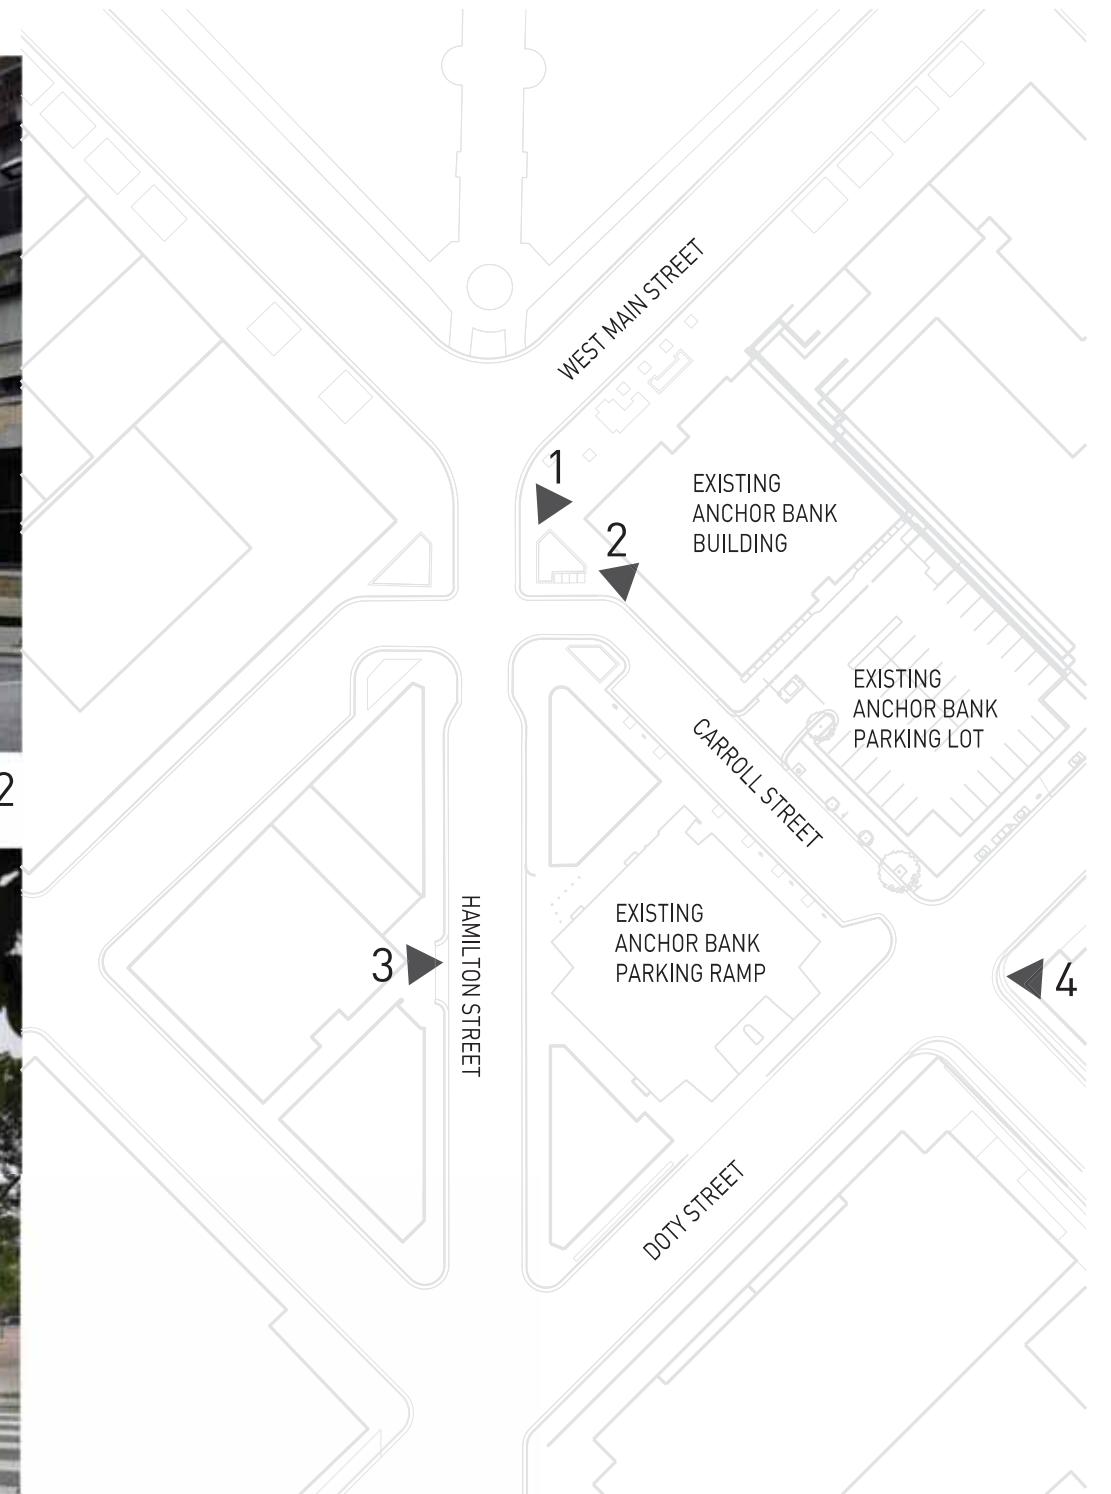 WEST MAIN STREET
1
EXISTING
ANCHOR BANK
BUILDING
2
EXISTING
ANCHOR BANK
PARKING LOT
CARROLL STREET
2
HAMILTON STREET
EXISTING
ANCHOR BANK
PARKING RAMP
3
4
DOTY STREET